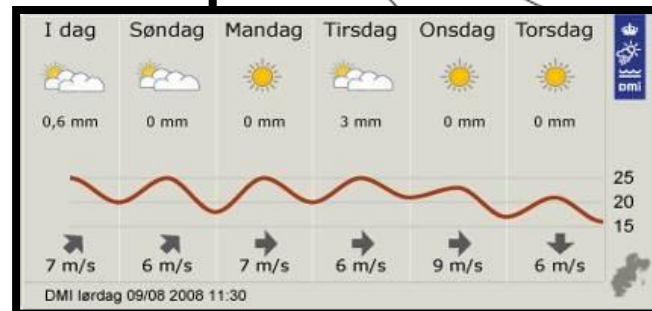 I dag Søndag Mandag Tirsdag Onsdag Torsdag
0,6 mm 0 mm 0 mm 3 mm 0 mm 0 mm
25
20
15
7 m/s 6 m/s 7 m/s 6 m/s 9 m/s 6 m/s
DMI lørdag 09/08 2008 11:30
DMI